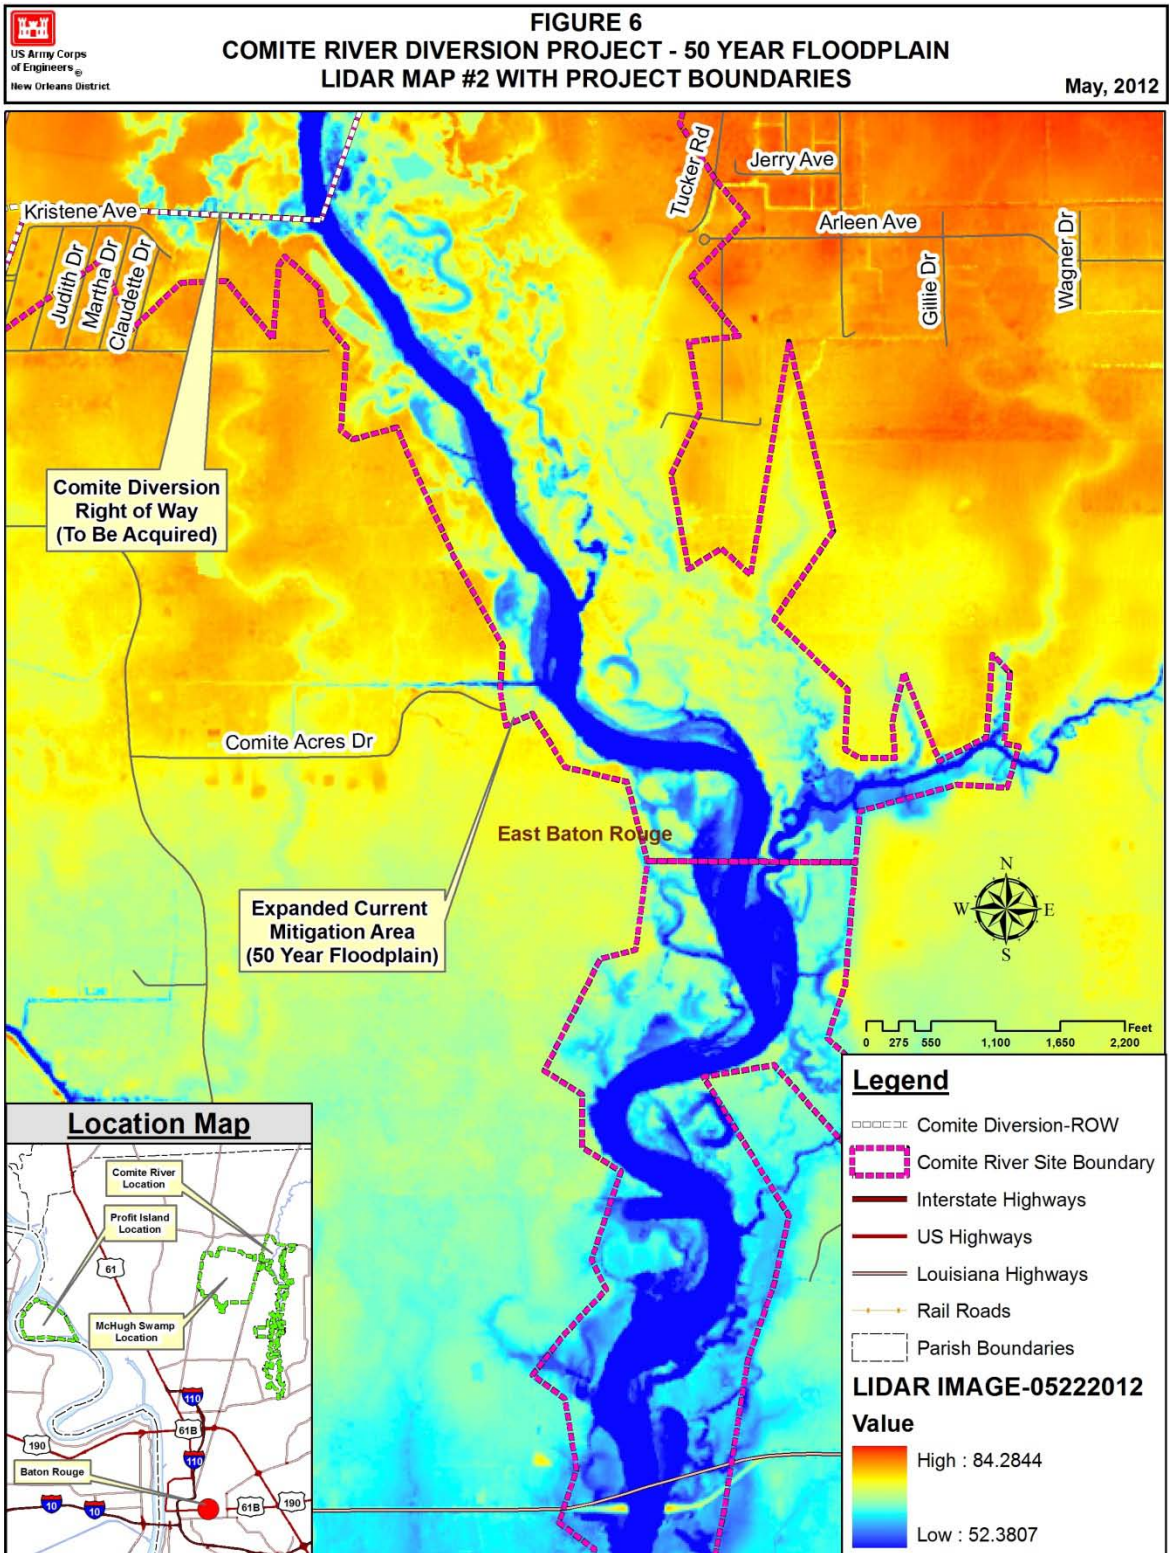 US Army Corps
of Engineers®
New Orleans District
FIGURE 6
COMITE RIVER DIVERSION PROJECT - 50 YEAR FLOODPLAIN
LIDAR MAP #2 WITH PROJECT BOUNDARIES
May, 2012
Tucker Rd
Jerry Ave
Kristene Ave
Arleen Ave
Judith Dr
Martha Dr
Claudette Dr
Gillie Dr
Wagner Dr
Comite Diversion
Right of Way
(To Be Acquired)
Comite Acres Dr
East Baton Rouge
Expanded Current
Mitigation Area
(50 Year Floodplain)
N
W
E
S
Feet
0 275 550 1,100 1,650 2,200
Location Map
Comite River
Location
Profit Island
Location
61
McHugh Swamp
Location
110
61B
190
110
Baton Rouge
10
10
61B
190
Legend
Comite Diversion-ROW
Comite River Site Boundary
Interstate Highways
US Highways
Louisiana Highways
Rail Roads
Parish Boundaries
LIDAR IMAGE-05222012
Value
High : 84.2844
Low : 52.3807